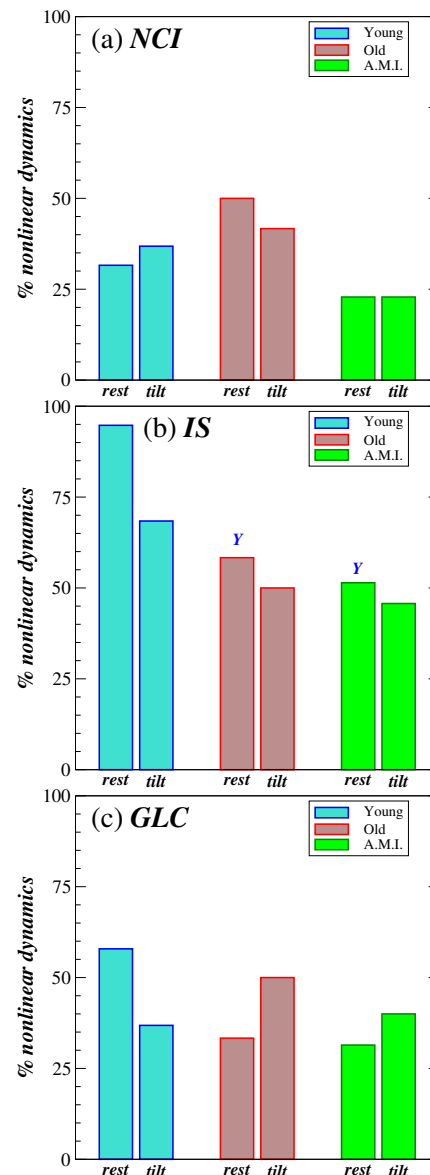 100
(a) NCI
Young
Old
A.M.I.
75
50
25
0
% nonlinear dynamics
rest tilt rest tilt rest tilt
100
(b) IS
Young
Old
A.M.I.
75
Y
Y
50
25
0
% nonlinear dynamics
rest tilt rest tilt rest tilt
100
(c) GLC
Young
Old
A.M.I.
75
50
25
0
% nonlinear dynamics
rest tilt rest tilt rest tilt